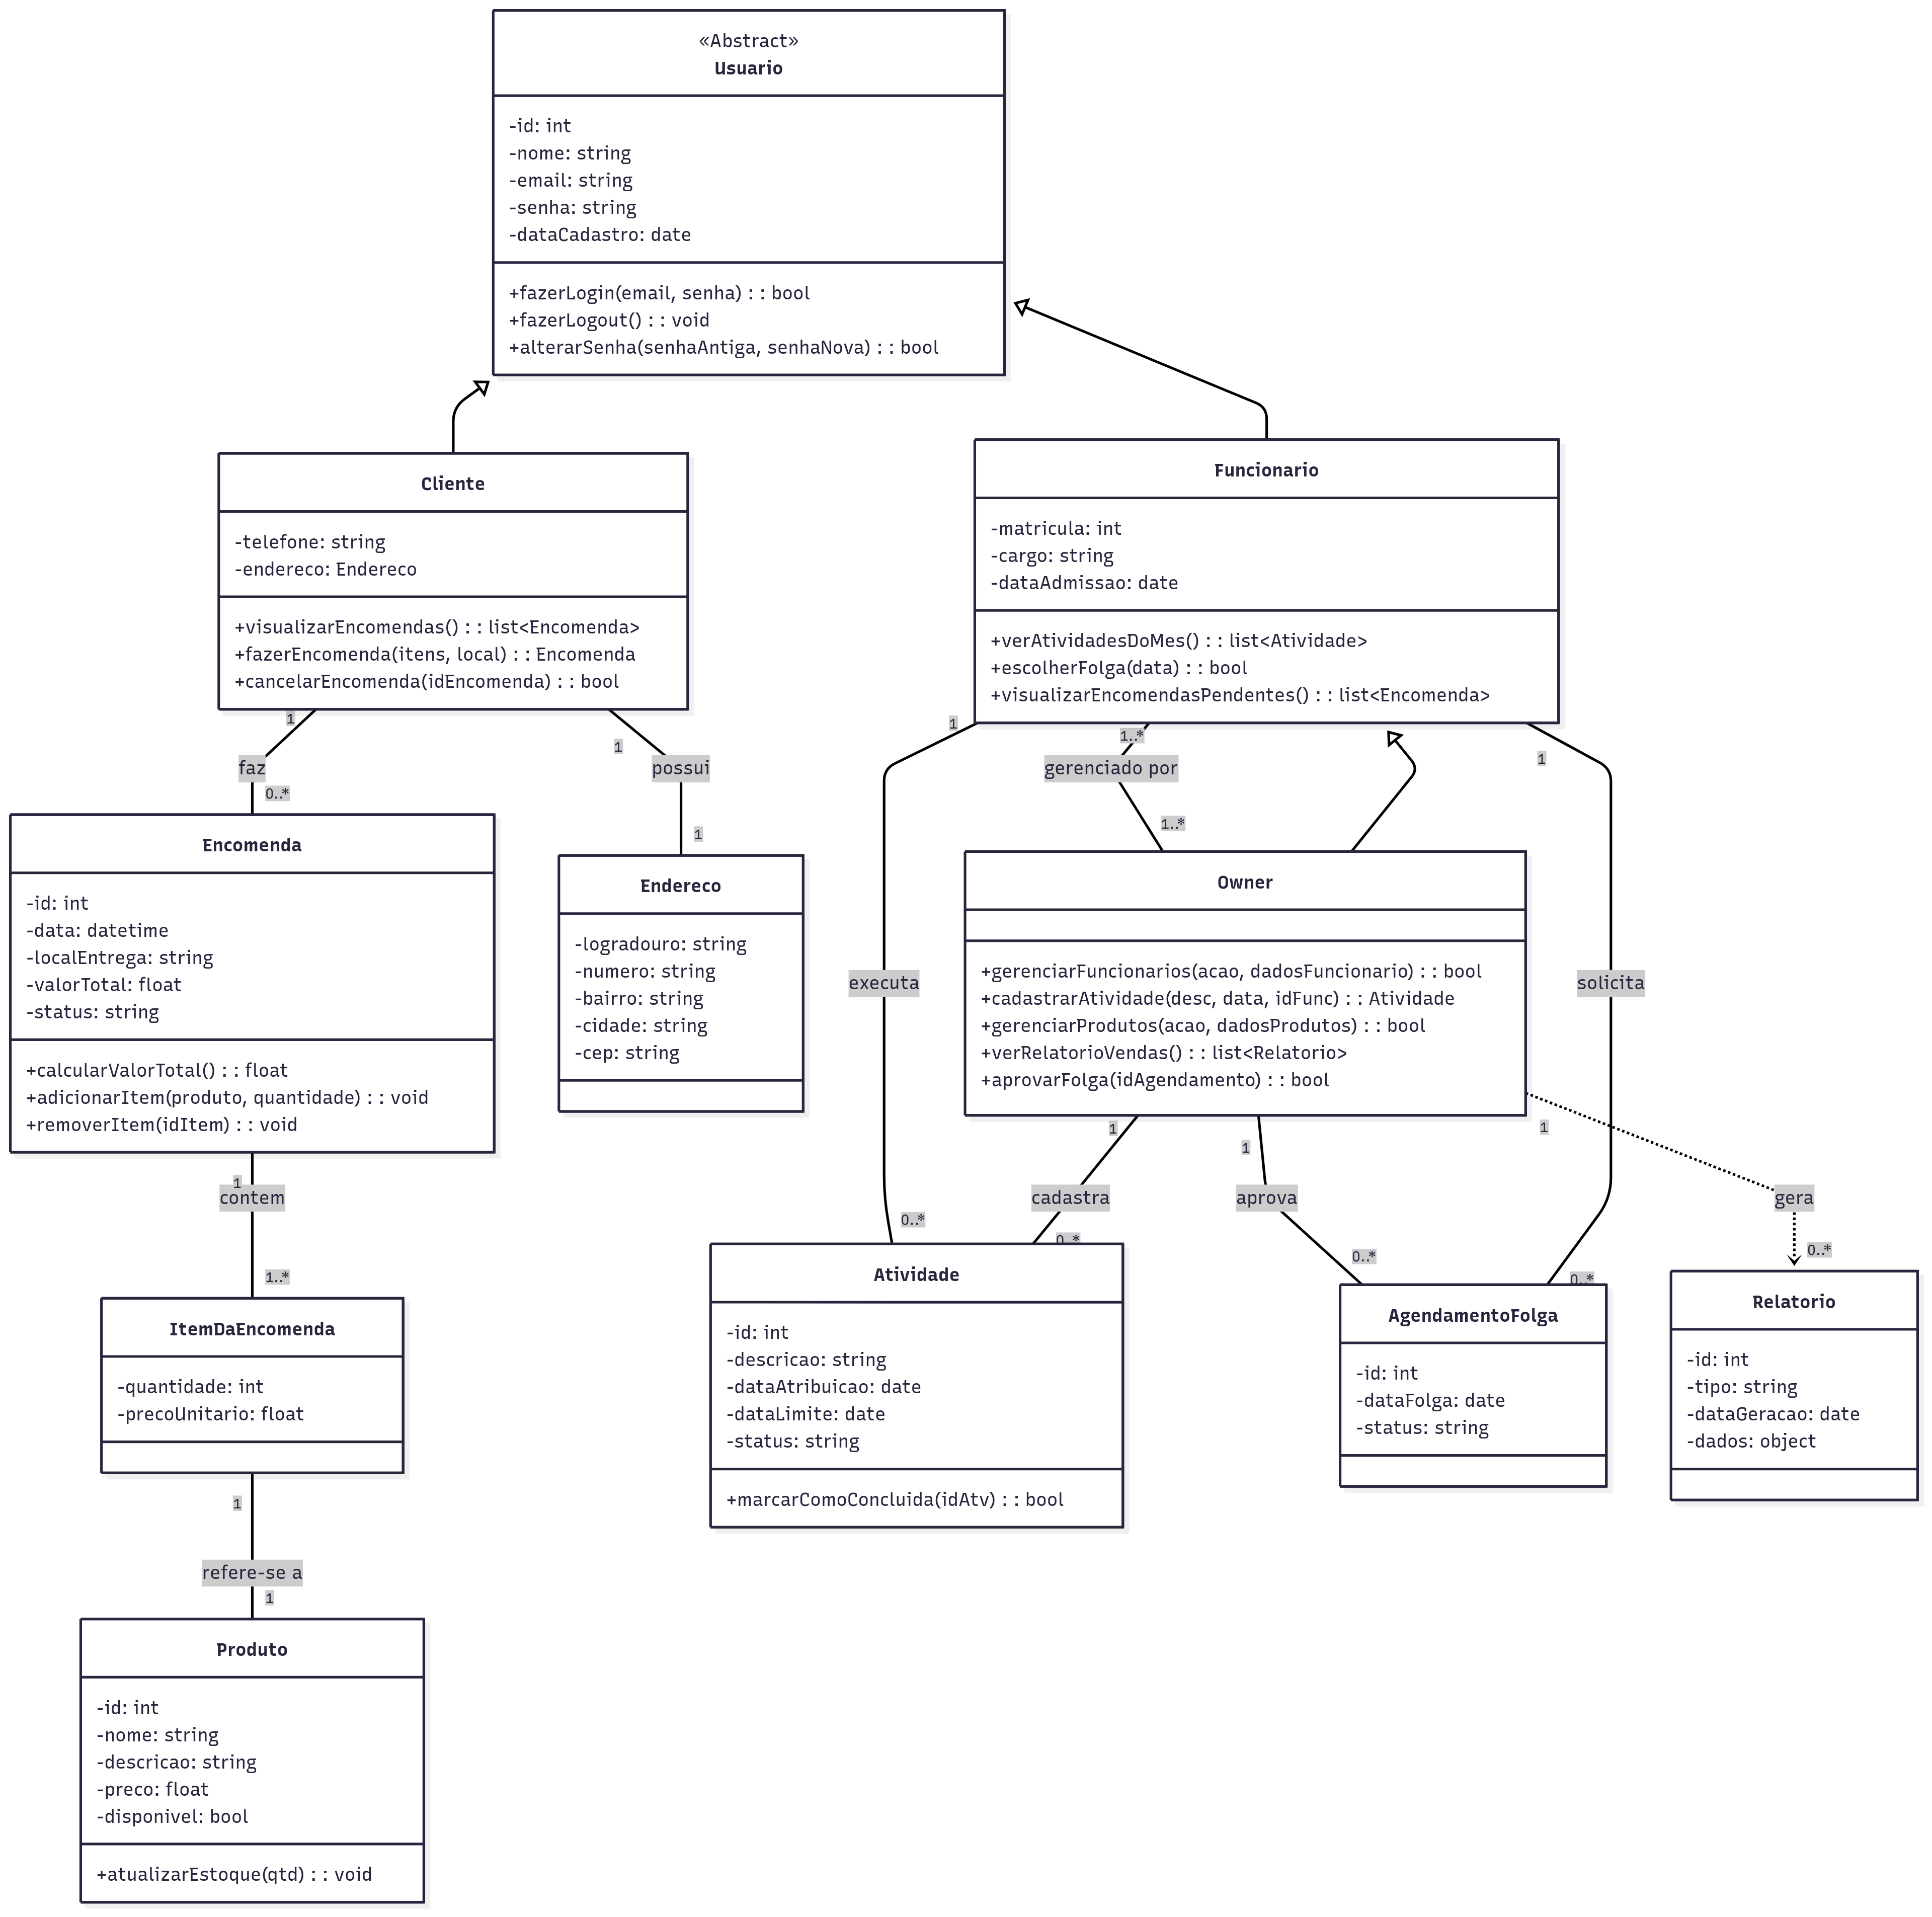 «Abstract»
Usuario
-id: int
-nome: string
-email: string
-senha: string
-dataCadastro: date
+fazerLogin(email, senha) : : bool
+fazerLogout() : : void
+alterarSenha(senhaAntiga, senhaNova) : : bool
Cliente
-telefone: string
-endereco: Endereco
+visualizarEncomendas() : : list<Encomenda>
+fazerEncomenda(itens, local) : : Encomenda
+cancelarEncomenda(idEncomenda) : : bool
Funcionario
-matricula: int
-cargo: string
-dataAdmissao: date
+verAtividadesDoMes() : : list<Atividade>
+escolherFolga(data) : : bool
+visualizarEncomendasPendentes() : : list<Encomenda>
1
faz
0..*
1
possui
1
1
executa
0..*
1..*
gerenciado por
1..*
1
solicita
0..*
Encomenda
-id: int
-data: datetime
-localEntrega: string
-valorTotal: float
-status: string
+calcularValorTotal() : : float
+adicionarItem(produto, quantidade) : : void
+removerItem(idItem) : : void
Endereco
-logradouro: string
-numero: string
-bairro: string
-cidade: string
-cep: string
Owner
+gerenciarFuncionarios(acao, dadosFuncionario) : : bool
+cadastrarAtividade(desc, data, idFunc) : : Atividade
+gerenciarProdutos(acao, dadosProdutos) : : bool
+verRelatorioVendas() : : list<Relatorio>
+aprovarFolga(idAgendamento) : : bool
1
contem
1..*
1
cadastra
0..*
1
aprova
0..*
1
gera
0..*
ItemDaEncomenda
-quantidade: int
-precoUnitario: float
Atividade
-id: int
-descricao: string
-dataAtribuicao: date
-dataLimite: date
-status: string
+marcarComoConcluida(idAtv) : : bool
AgendamentoFolga
-id: int
-dataFolga: date
-status: string
Relatorio
-id: int
-tipo: string
-dataGeracao: date
-dados: object
1
refere-se a
1
Produto
-id: int
-nome: string
-descricao: string
-preco: float
-disponivel: bool
+atualizarEstoque(qtd) : : void